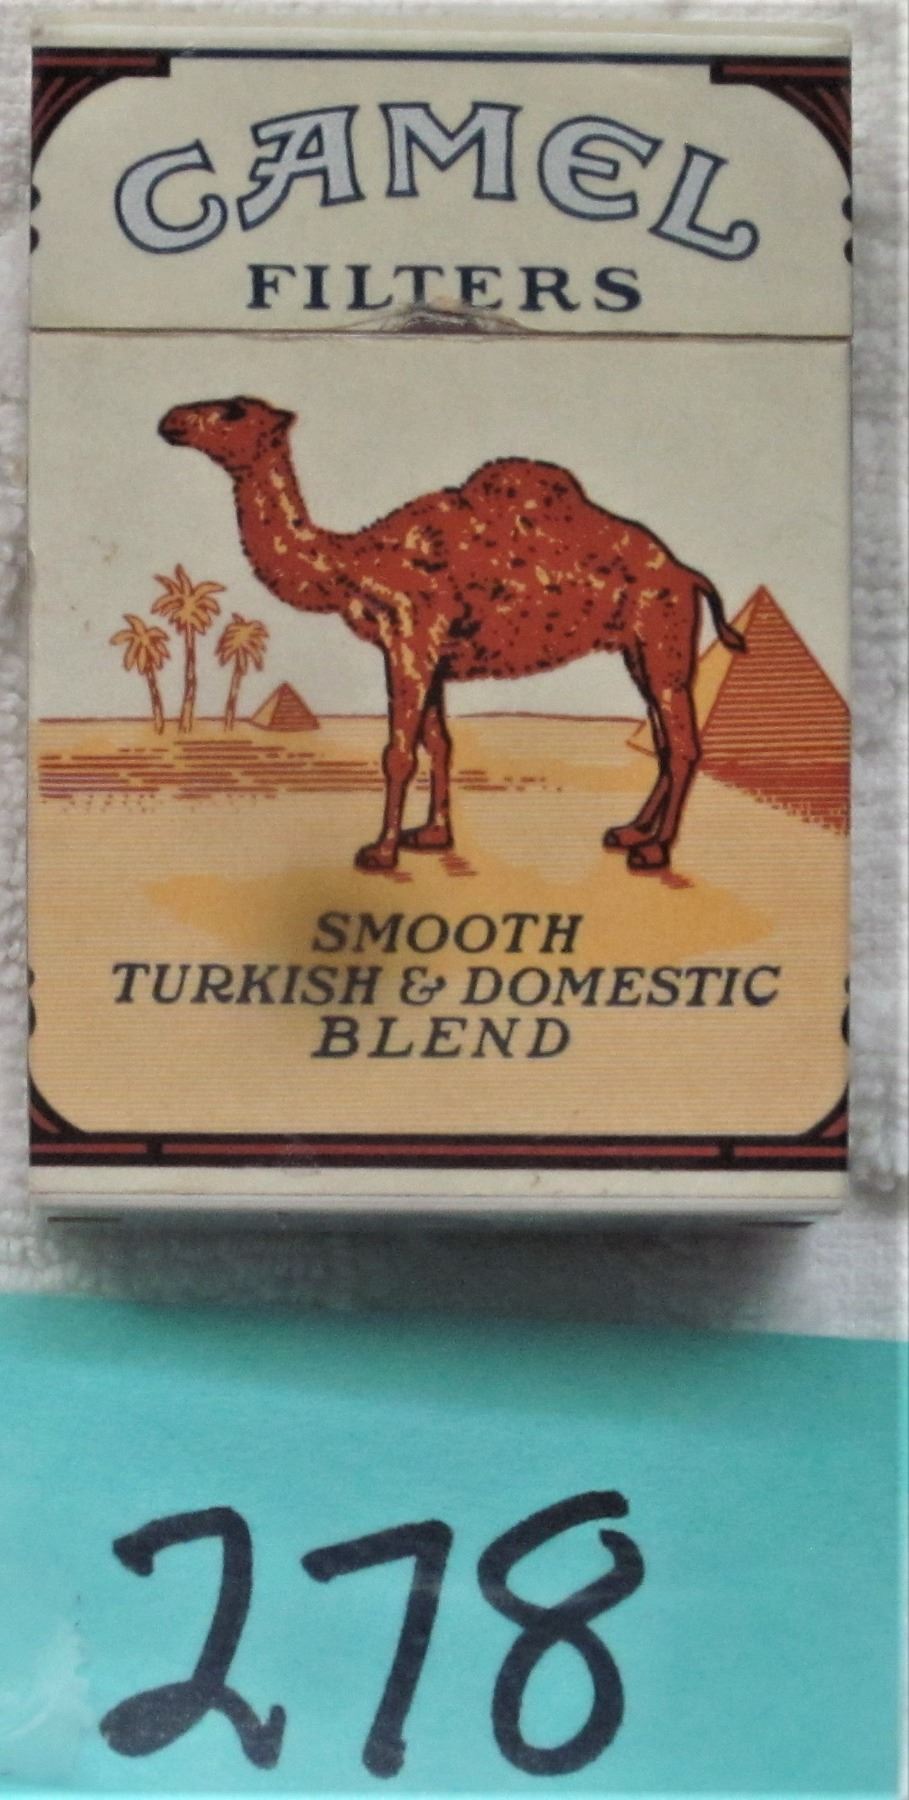 CAMEL
FILTERS
SMOOTH
TURKISH & DOMESTIC
BLEND
278